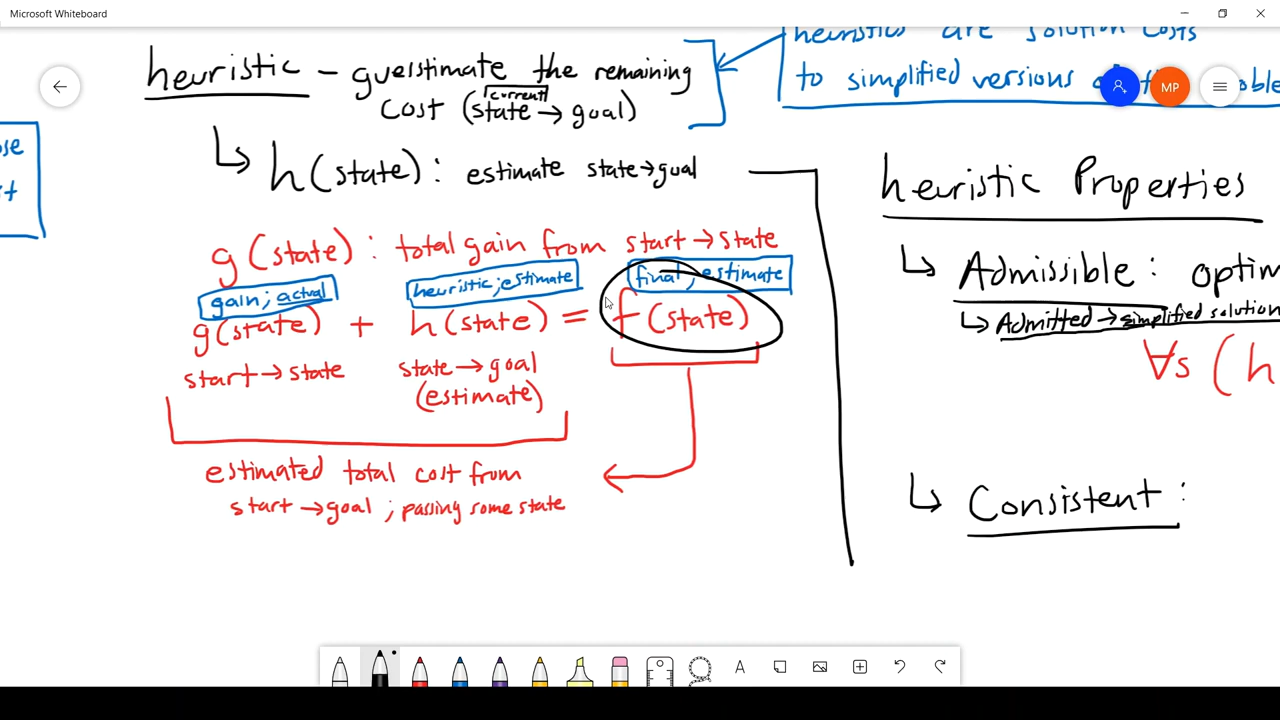 Microsoft Whiteboard
heuristics are solution costs
to simplified versions of
MP
heuristic - guesstimate the remaining
cost (state → goal)
current
h(state): estimate state→goal
g(state): total gain from start → state
gain; actual
heuristic; estimate
final; estimate
g(state) + h(state) = f(state)
start → state
state → goal
(estimate)
estimated total cost from
start → goal ; passing some state
heuristic Properties
Admissible: optim
Admitted → simplified solution
∀s (h
Consistent:
A